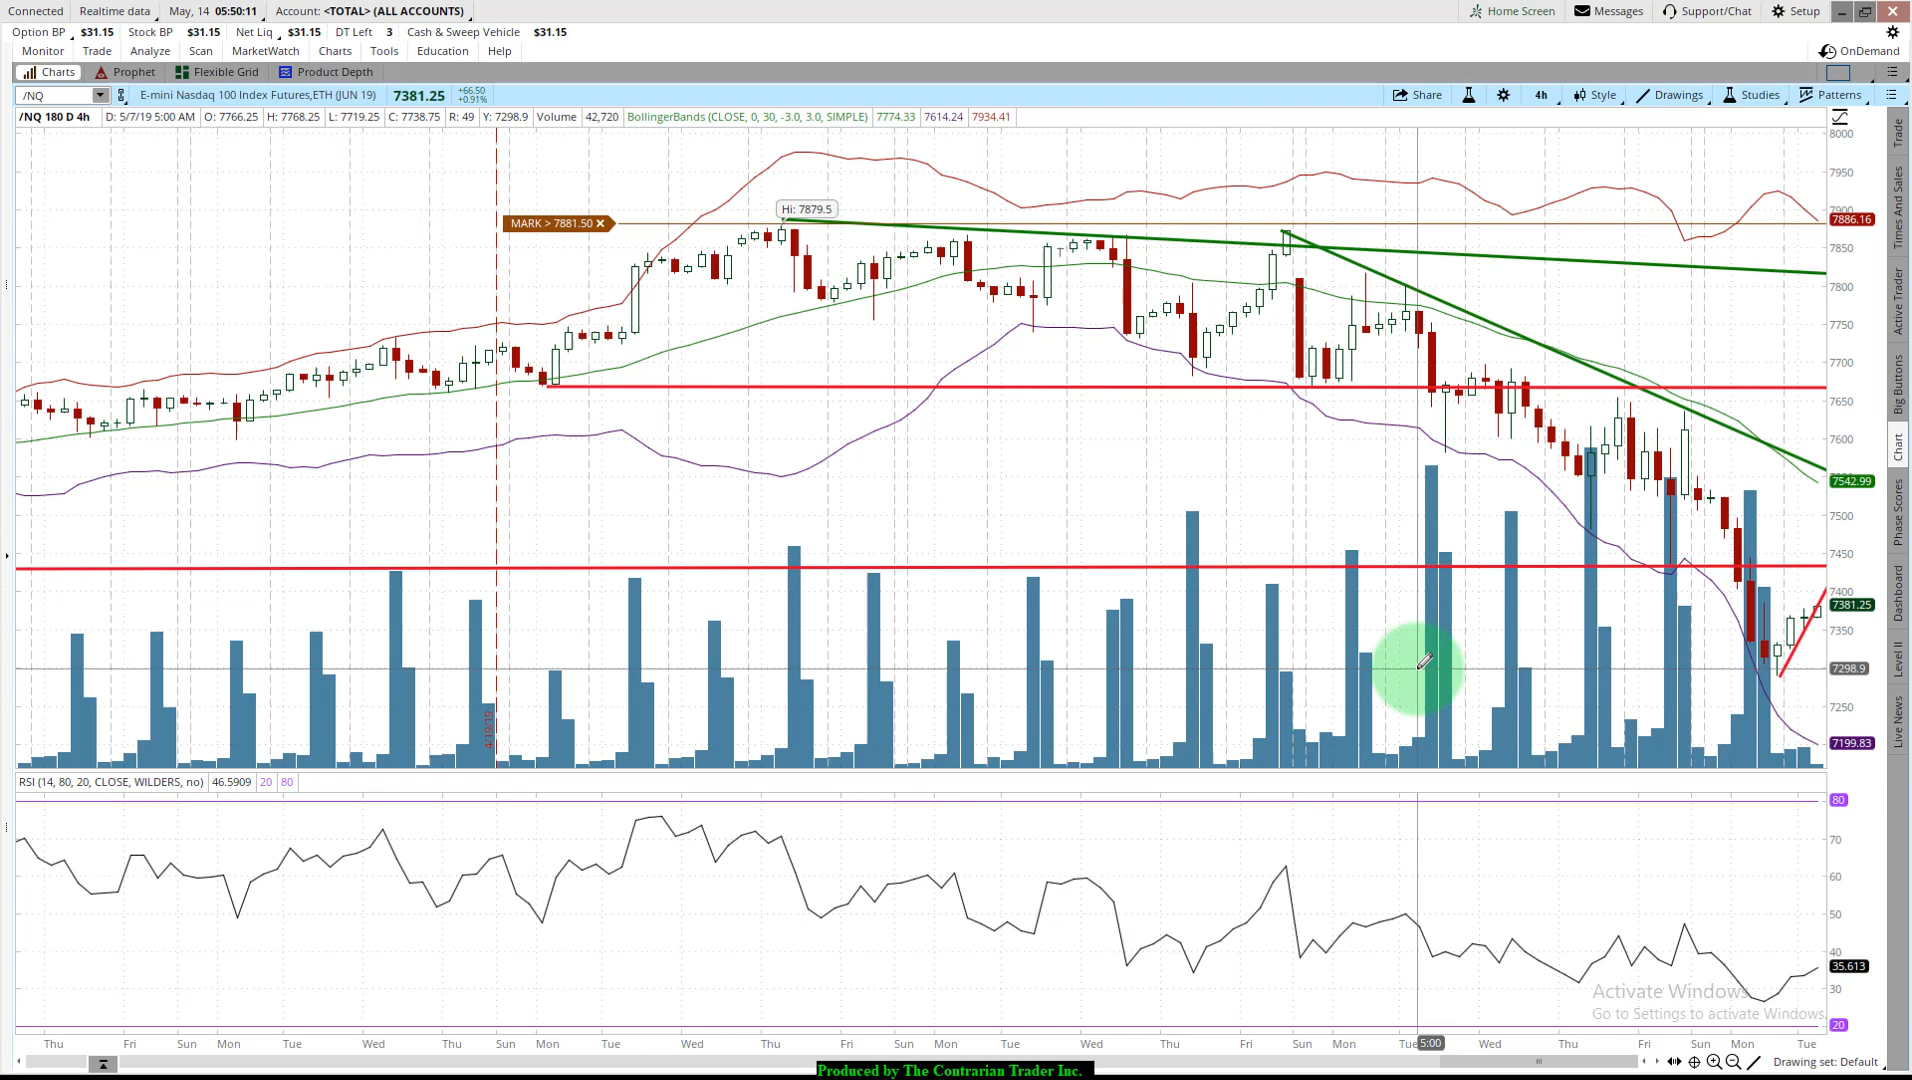 Connected Realtime data May, 14 05:50:11 Account: <TOTAL> (ALL ACCOUNTS) Home Screen Messages Support/Chat Setup
Option BP $31.15 Stock BP $31.15 Net Liq $31.15 DT Left 3 Cash & Sweep Vehicle $31.15
Monitor Trade Analyze Scan MarketWatch Charts Tools Education Help OnDemand
Charts Prophet Flexible Grid Product Depth
/NQ E-mini Nasdaq 100 Index Futures,ETH (JUN 19) 7381.25 +66.50 +0.91% Share 4h Style Drawings Studies Patterns
/NQ 180 D 4h D: 5/7/19 5:00 AM O: 7766.25 H: 7768.25 L: 7719.25 C: 7738.75 R: 49 Y: 7298.9 Volume 42,720 BollingerBands (CLOSE, 0, 30, -3.0, 3.0, SIMPLE) 7774.33 7614.24 7934.41
8000
7950
7900
Hi: 7879.5
7886.16
MARK > 7881.50 ×
7850
7800
7750
7700
7650
7600
7542.99
7500
7450
7400
7381.25
7350
7298.9
7250
7199.83
4/19/19
Trade
Times And Sales
Active Trader
Big Buttons
Chart
Phase Scores
Dashboard
Level II
Live News
RSI (14, 80, 20, CLOSE, WILDERS, no) 46.5909 20 80
80
70
60
50
40
35.613
30
20
Activate Windows
Go to Settings to activate Windows.
Thu Fri Sun Mon Tue Wed Thu Sun Mon Tue Wed Thu Fri Sun Mon Tue Wed Thu Fri Sun Mon Tue 5:00 Wed Thu Fri Sun Mon Tue
Drawing set: Default
Produced by The Contrarian Trader Inc.